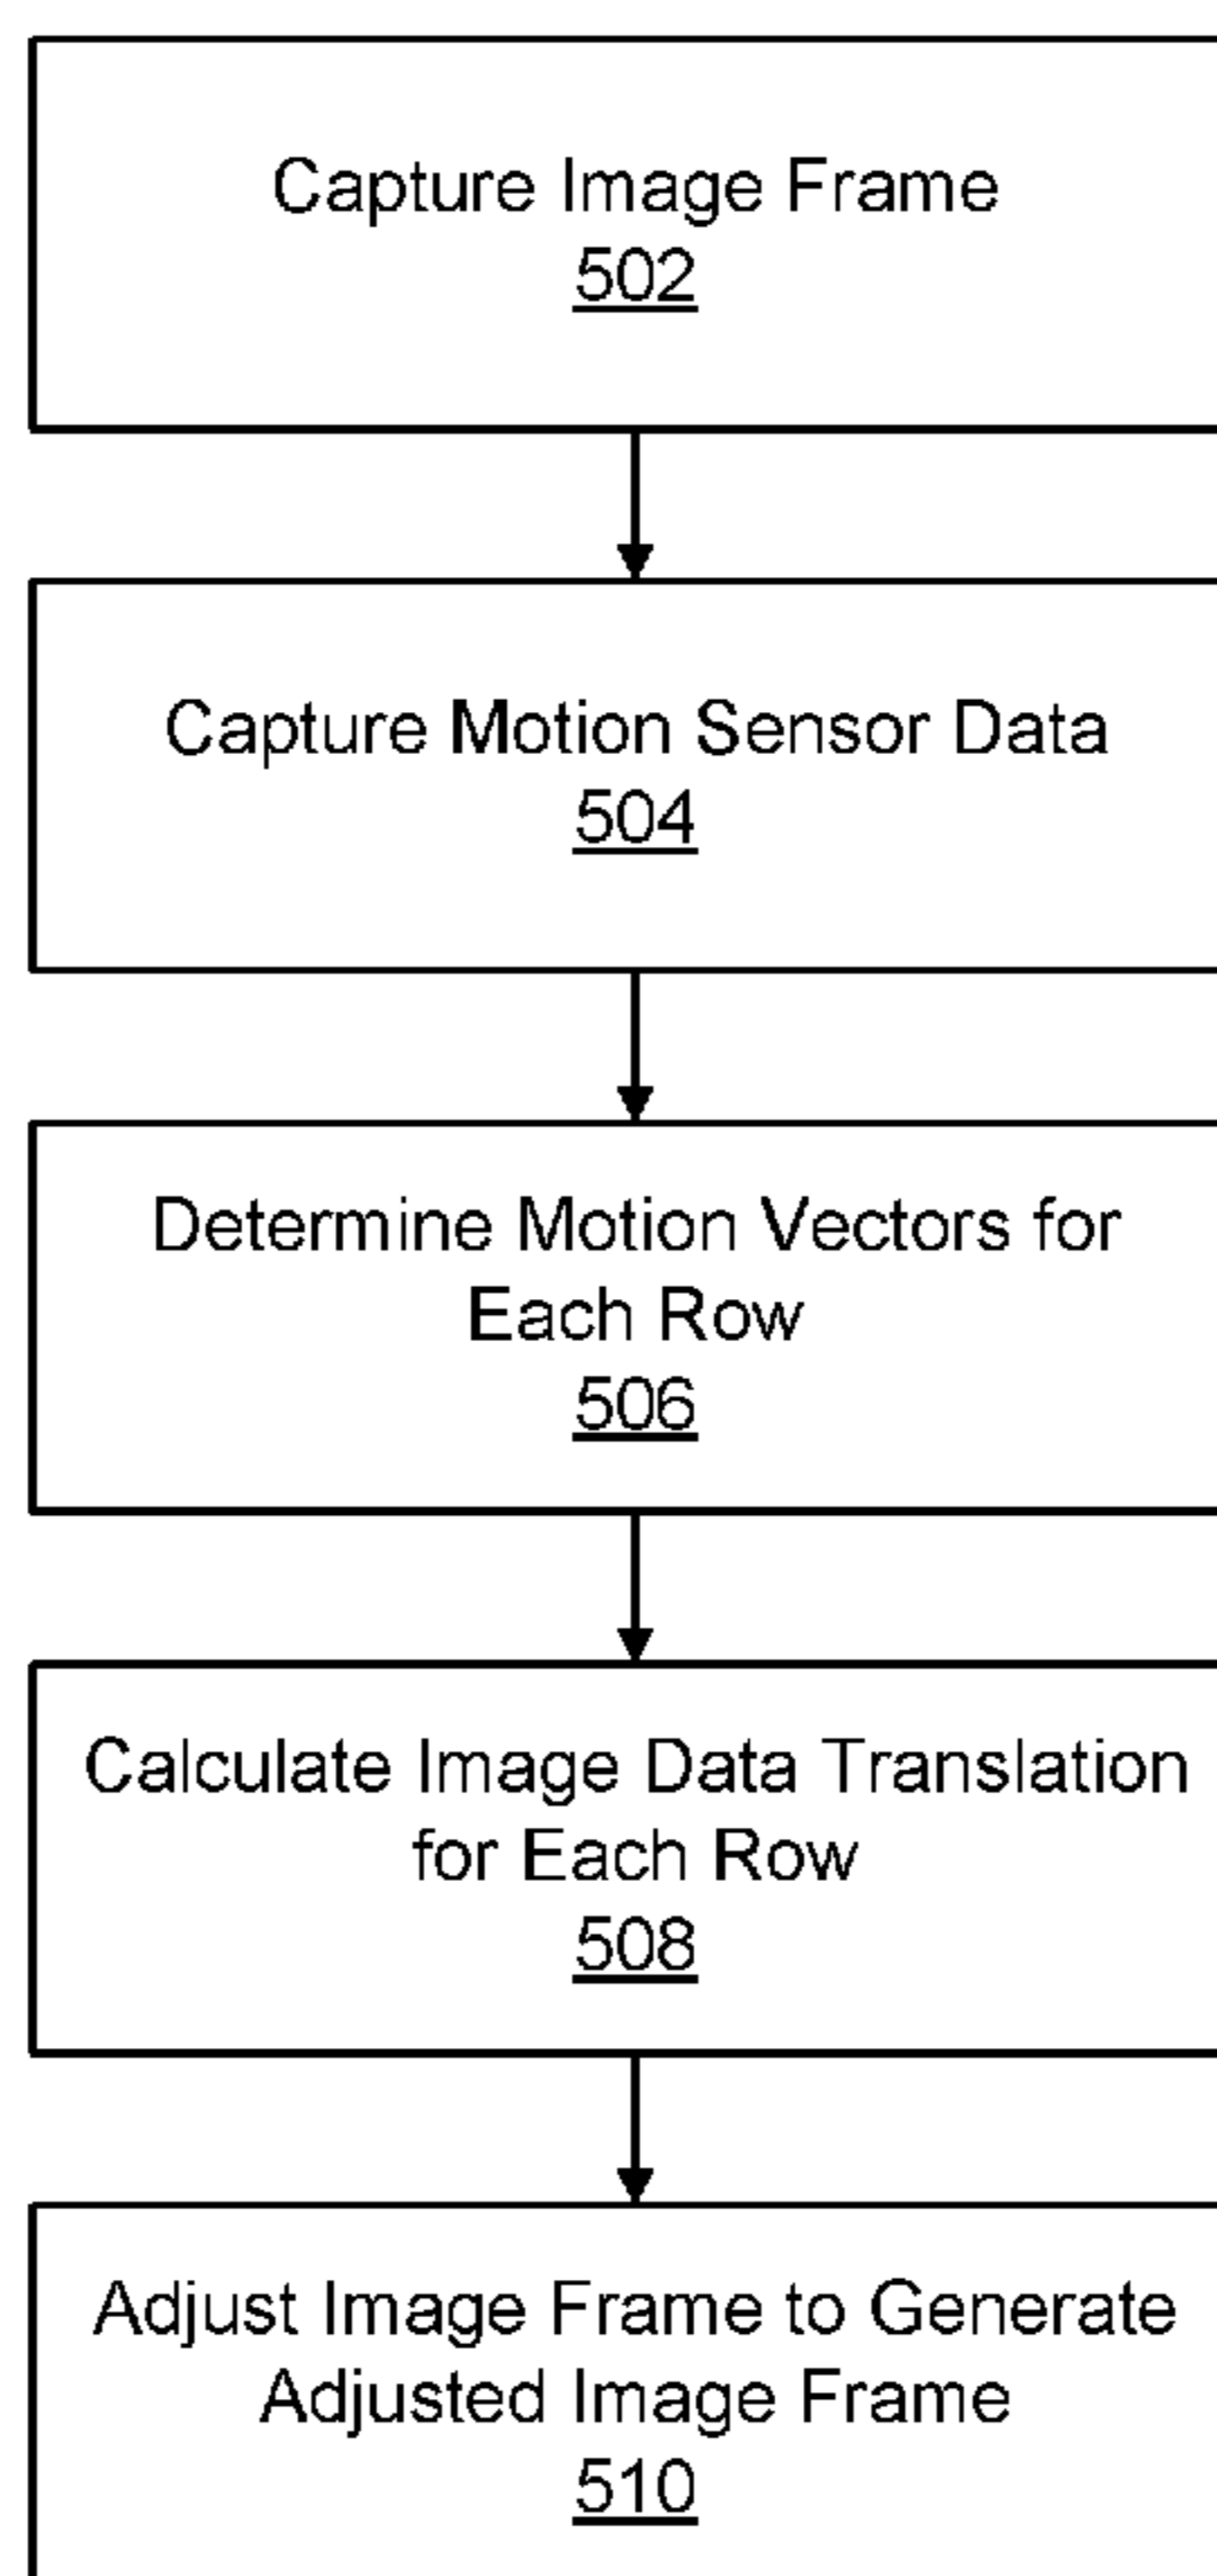 Capture Image Frame
502
Capture Motion Sensor Data
504
Determine Motion Vectors for
Each Row
506
Calculate Image Data Translation
for Each Row
508
Adjust Image Frame to Generate
Adjusted Image Frame
510